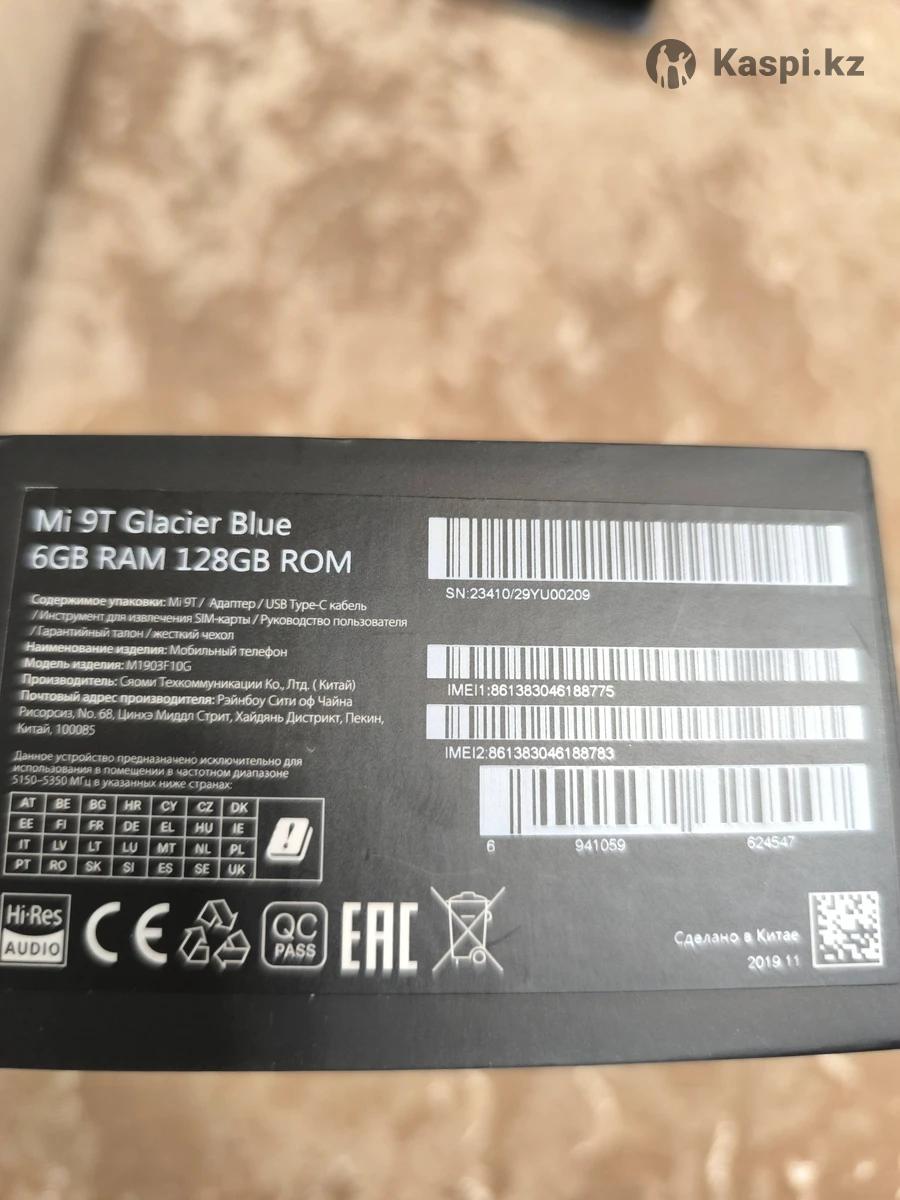 Kaspi.kz
Mi 9T Glacier Blue
6GB RAM 128GB ROM
Содержимое упаковки: Mi 9T/ Адаптер / USB Type-C кабель
/ Инструмент для извлечения SIM-карты / Руководство пользователя
/ Гарантийный талон / жесткий чехол
Наименование изделия: Мобильный телефон
Модель изделия: M1903F10G
Производитель: Сяоми Техкоммуникации Ко., Лтд. ( Китай)
Почтовый адрес производителя: Рэйнбоу Сити оф Чайна
Рисорсиз, No. 68, Цинхэ Миддл Стрит, Хайдянь Дистрикт, Пекин,
Китай, 100085
Данное устройство предназначено исключительно для
использования в помещении в частотном диапазоне
5150–5350 МГц в указанных ниже странах:
AT BE BG HR CY CZ DK
EE FI FR DE EL HU IE
IT LV LT LU MT NL PL
PT RO SK SI ES SE UK
SN:23410/29YU00209
IMEI1:861383046188775
IMEI2:861383046188783
6 941059 624547
Hi-Res
AUDIO
CE
QC
PASS
EAC
Сделано в Китае
2019.11